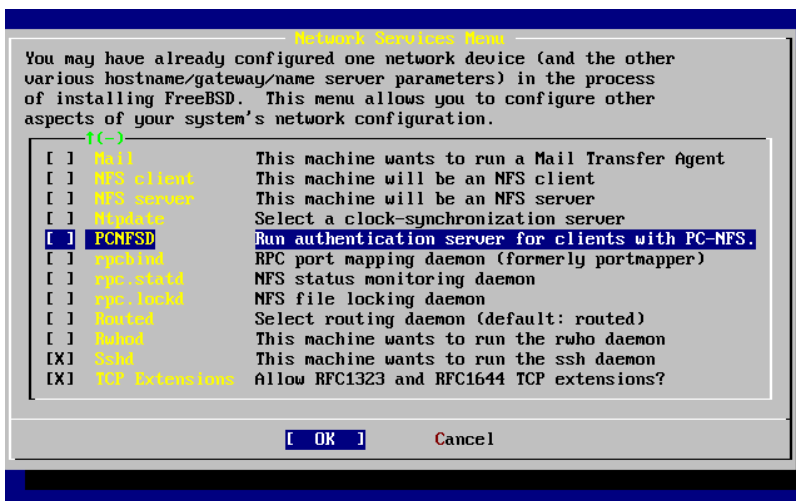 Network Services Menu
You may have already configured one network device (and the other
various hostname/gateway/name server parameters) in the process
of installing FreeBSD.  This menu allows you to configure other
aspects of your system's network configuration.
↑(-)
[ ] Mail This machine wants to run a Mail Transfer Agent
[ ] NFS client This machine will be an NFS client
[ ] NFS server This machine will be an NFS server
[ ] Ntpdate Select a clock-synchronization server
[ ] PCNFSD Run authentication server for clients with PC-NFS.
[ ] rpcbind RPC port mapping daemon (formerly portmapper)
[ ] rpc.statd NFS status monitoring daemon
[ ] rpc.lockd NFS file locking daemon
[ ] Routed Select routing daemon (default: routed)
[ ] Rwhod This machine wants to run the rwho daemon
[X] Sshd This machine wants to run the ssh daemon
[X] TCP Extensions Allow RFC1323 and RFC1644 TCP extensions?
[ OK ] Cancel